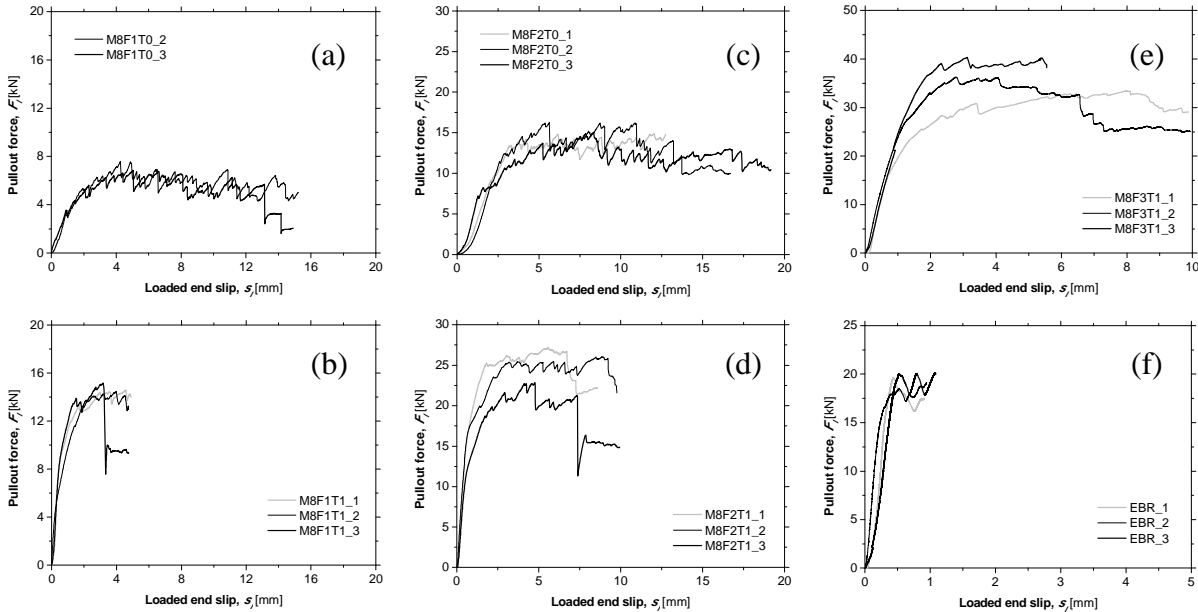 20
16
12
8
4
0
Pullout force, Fl [kN]
M8F1T0_2
M8F1T0_3
(a)
0 4 8 12 16 20
Loaded end slip, sl [mm]
30
25
20
15
10
5
0
Pullout force, Fl [kN]
M8F2T0_1
M8F2T0_2
M8F2T0_3
(c)
0 5 10 15 20
Loaded end slip, sl [mm]
50
40
30
20
10
0
Pullout force, Fl [kN]
(e)
M8F3T1_1
M8F3T1_2
M8F3T1_3
0 2 4 6 8 10
Loaded end slip, sl [mm]
20
16
12
8
4
0
Pullout force, Fl [kN]
(b)
M8F1T1_1
M8F1T1_2
M8F1T1_3
0 4 8 12 16 20
Loaded end slip, sl [mm]
30
25
20
15
10
5
0
Pullout force, Fl [kN]
(d)
M8F2T1_1
M8F2T1_2
M8F2T1_3
0 5 10 15 20
Loaded end slip, sl [mm]
25
20
15
10
5
0
Pullout force, Fl [kN]
(f)
EBR_1
EBR_2
EBR_3
0 1 2 3 4 5
Loaded end slip, sl [mm]